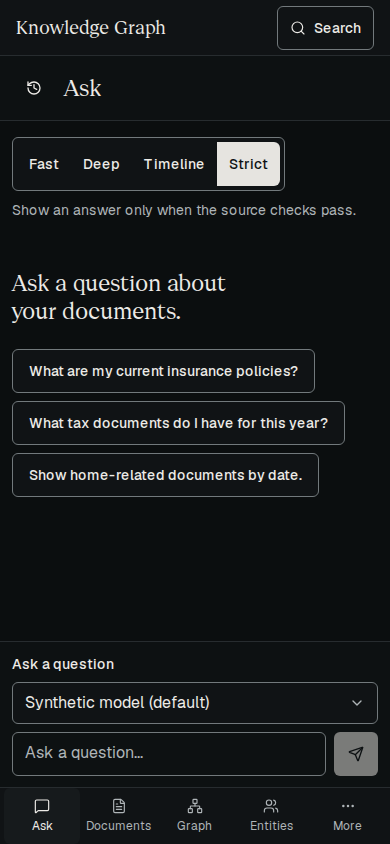 Knowledge Graph
Search
Ask
Fast Deep Timeline Strict
Show an answer only when the source checks pass.
Ask a question about
your documents.
What are my current insurance policies?
What tax documents do I have for this year?
Show home-related documents by date.
Ask a question
Synthetic model (default)
Ask a question...
Ask Documents Graph Entities More